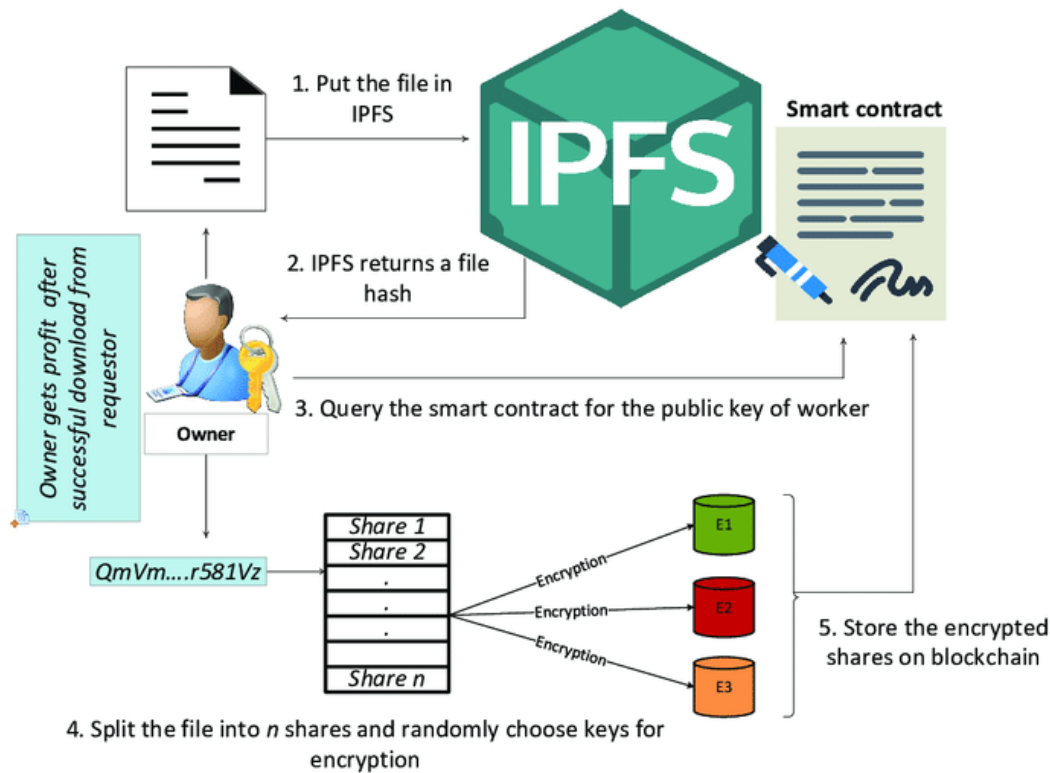 1. Put the file in
IPFS
IPFS
Smart contract
2. IPFS returns a file
hash
Owner gets profit after
successful download from
requestor
Owner
3. Query the smart contract for the public key of worker
QmVm....r581Vz
Share 1
Share 2
.
.
.
Share n
Encryption
Encryption
Encryption
E1
E2
E3
5. Store the encrypted
shares on blockchain
4. Split the file into n shares and randomly choose keys for
encryption